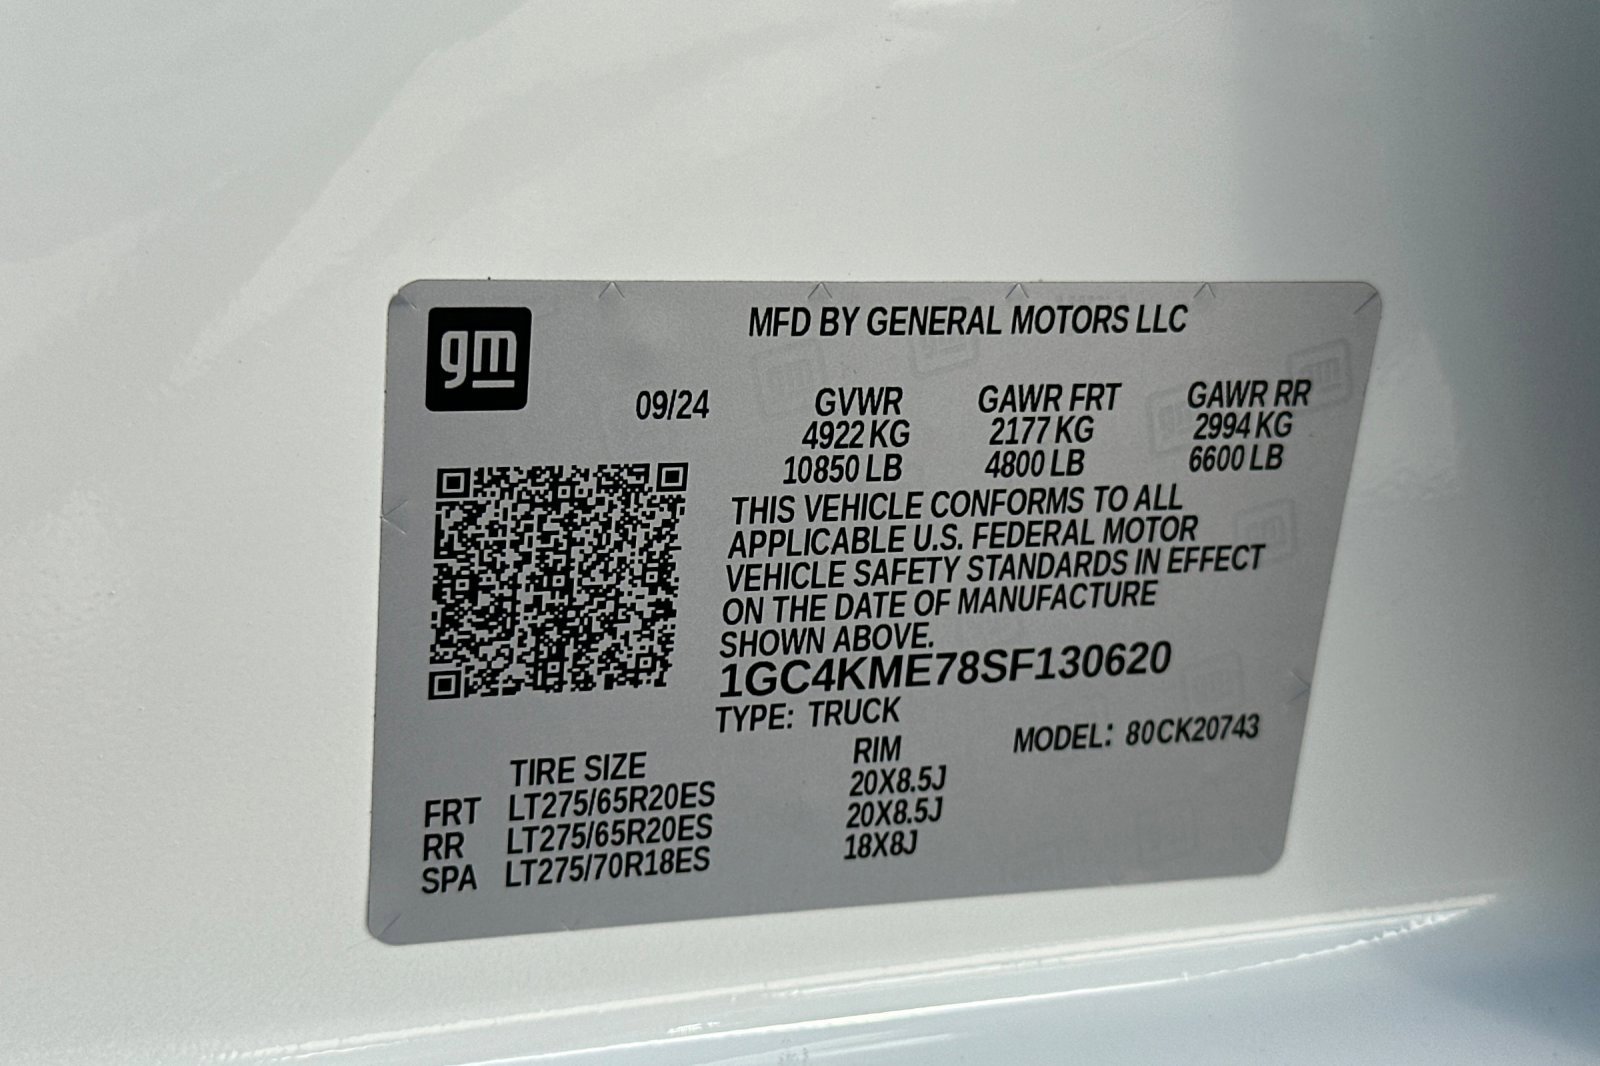 gm
MFD BY GENERAL MOTORS LLC
09/24 GVWR GAWR FRT GAWR RR
4922 KG 2177 KG 2994 KG
10850 LB 4800 LB 6600 LB
THIS VEHICLE CONFORMS TO ALL
APPLICABLE U.S. FEDERAL MOTOR
VEHICLE SAFETY STANDARDS IN EFFECT
ON THE DATE OF MANUFACTURE
SHOWN ABOVE.
1GC4KME78SF130620
TYPE: TRUCK
MODEL: 80CK20743
TIRE SIZE RIM
FRT LT275/65R20ES 20X8.5J
RR LT275/65R20ES 20X8.5J
SPA LT275/70R18ES 18X8J